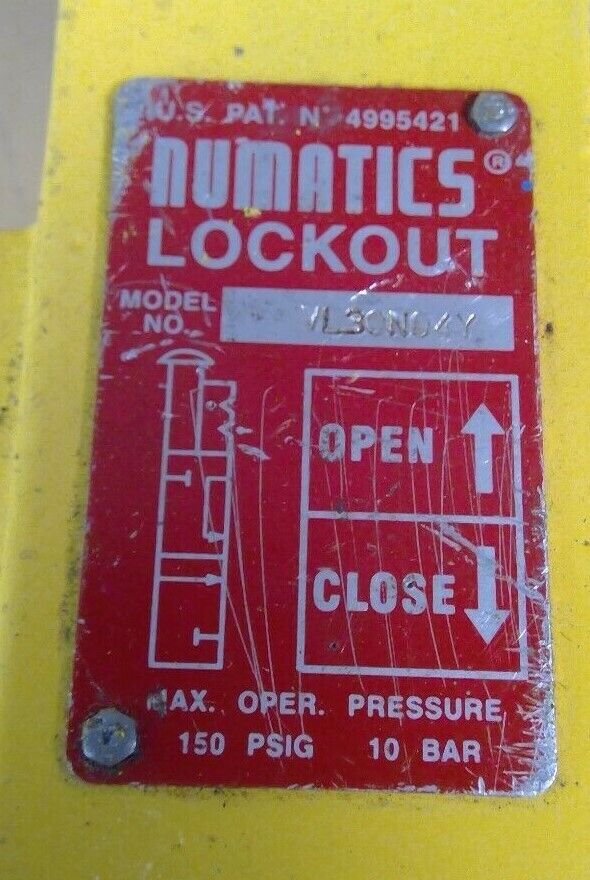 U.S. PAT. N° 4995421
NUMATICS®
LOCKOUT
MODEL
NO.
VL30N04Y
OPEN
CLOSE
MAX. OPER. PRESSURE
150 PSIG 10 BAR